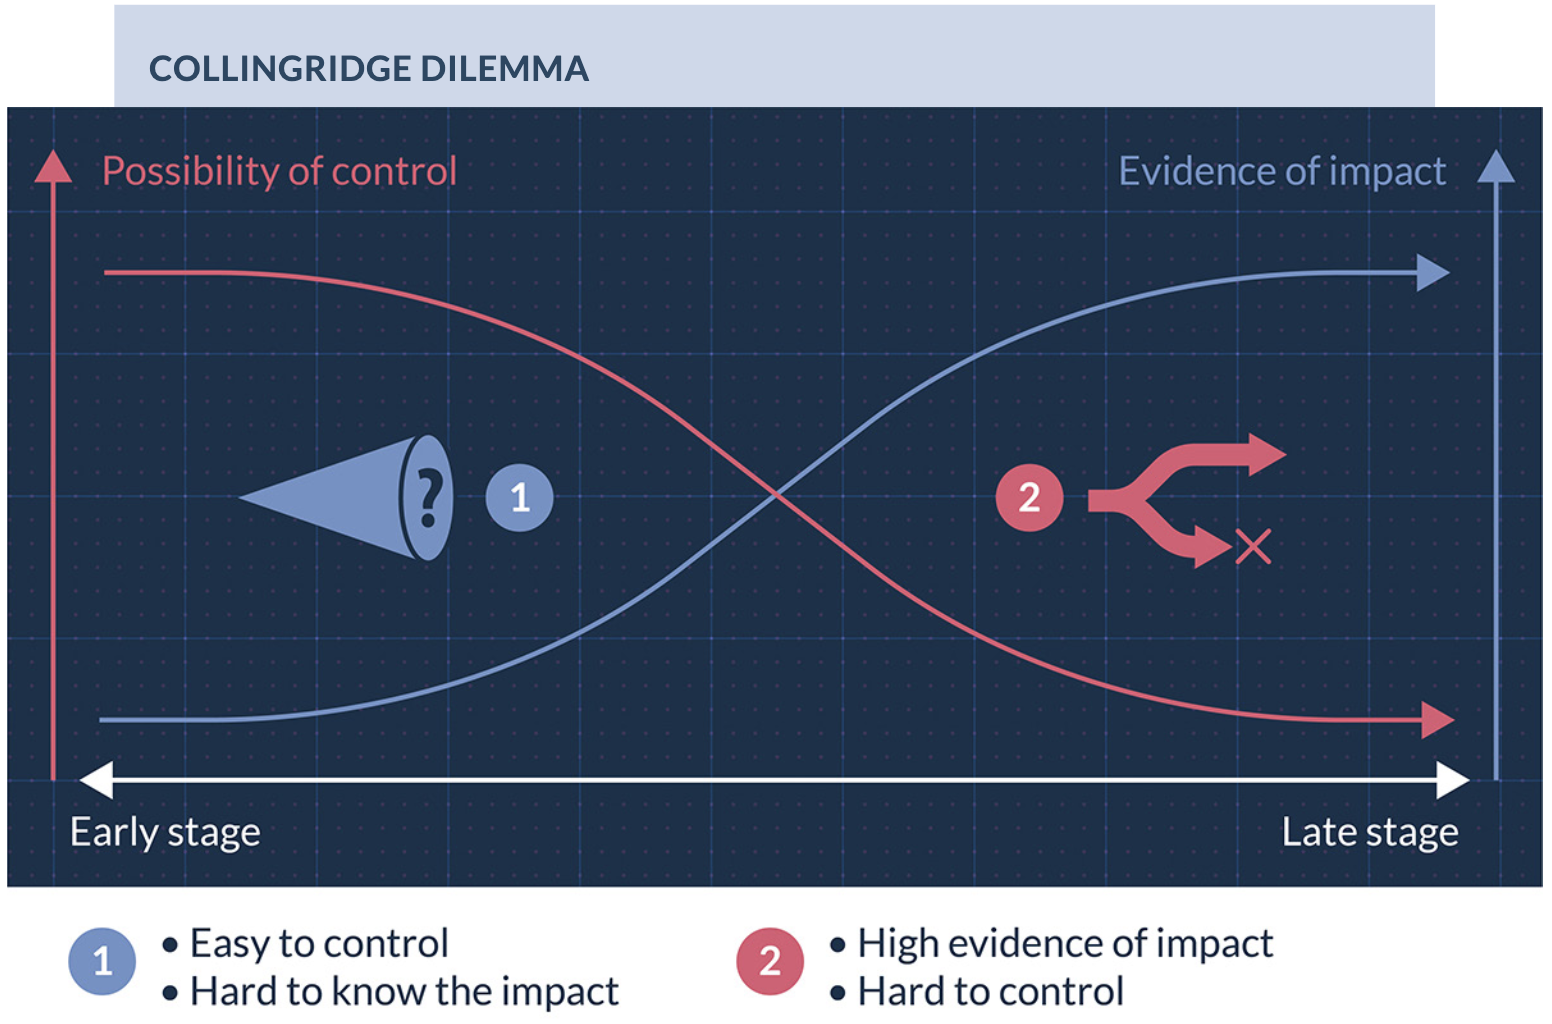 COLLINGRIDGE DILEMMA
Possibility of control
Evidence of impact
?
1
2
Early stage
Late stage
1
• Easy to control
• Hard to know the impact
2
• High evidence of impact
• Hard to control